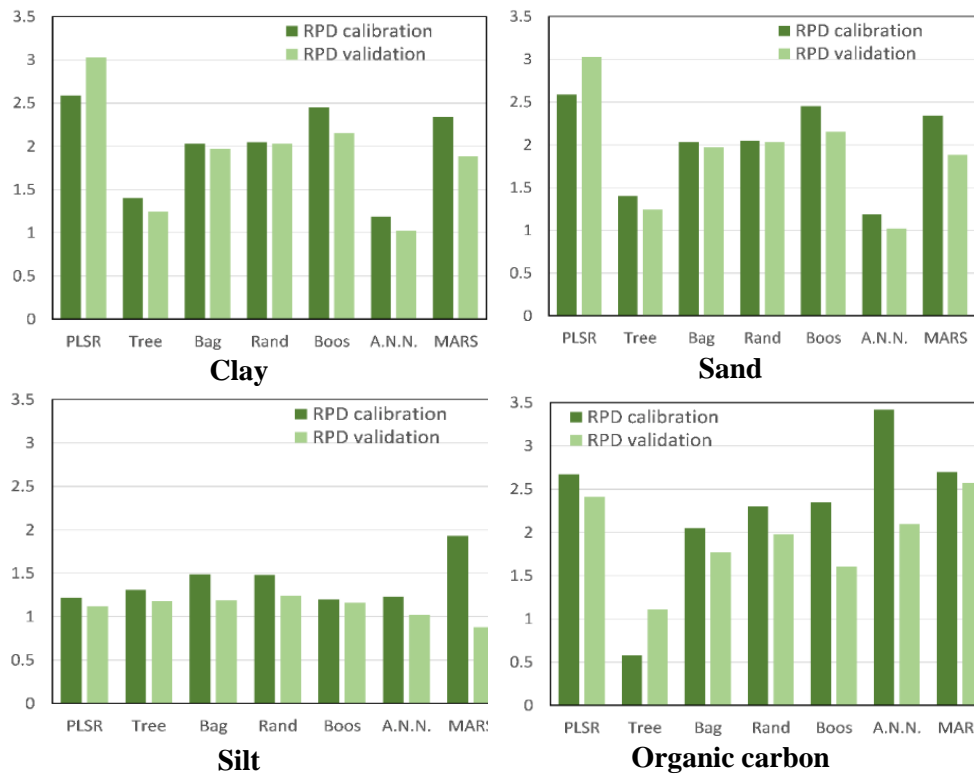 3.5
3
2.5
2
1.5
1
0.5
0
RPD calibration
RPD validation
PLSR Tree Bag Rand Boos A.N.N. MARS
Clay
3.5
3
2.5
2
1.5
1
0.5
0
RPD calibration
RPD validation
PLSR Tree Bag Rand Boos A.N.N. MARS
Sand
3.5
3
2.5
2
1.5
1
0.5
0
RPD calibration
RPD validation
PLSR Tree Bag Rand Boos A.N.N. MARS
Silt
3.5
3
2.5
2
1.5
1
0.5
0
RPD calibration
RPD validation
PLSR Tree Bag Rand Boos A.N.N. MARS
Organic carbon